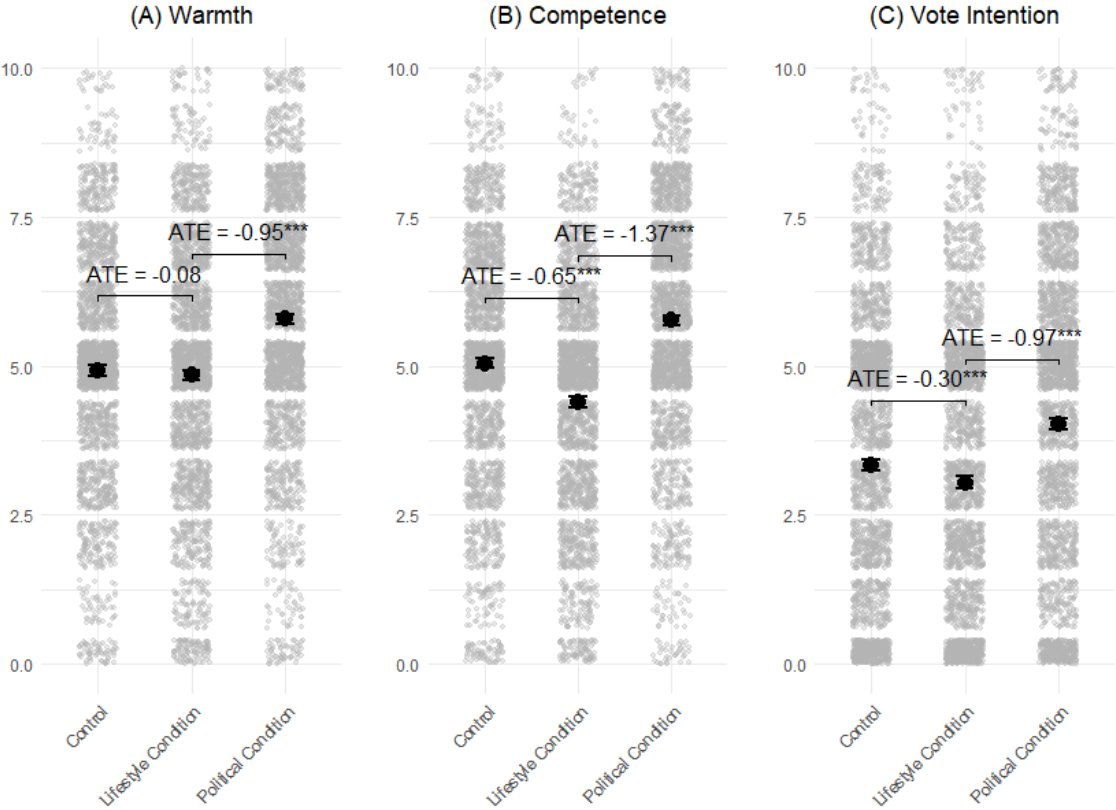 (A) Warmth
10.0
7.5
5.0
2.5
0.0
ATE = -0.95***
ATE = -0.08
Control
Lifestyle Condition
Political Condition
(B) Competence
10.0
7.5
5.0
2.5
0.0
ATE = -1.37***
ATE = -0.65***
Control
Lifestyle Condition
Political Condition
(C) Vote Intention
10.0
7.5
5.0
2.5
0.0
ATE = -0.97***
ATE = -0.30***
Control
Lifestyle Condition
Political Condition